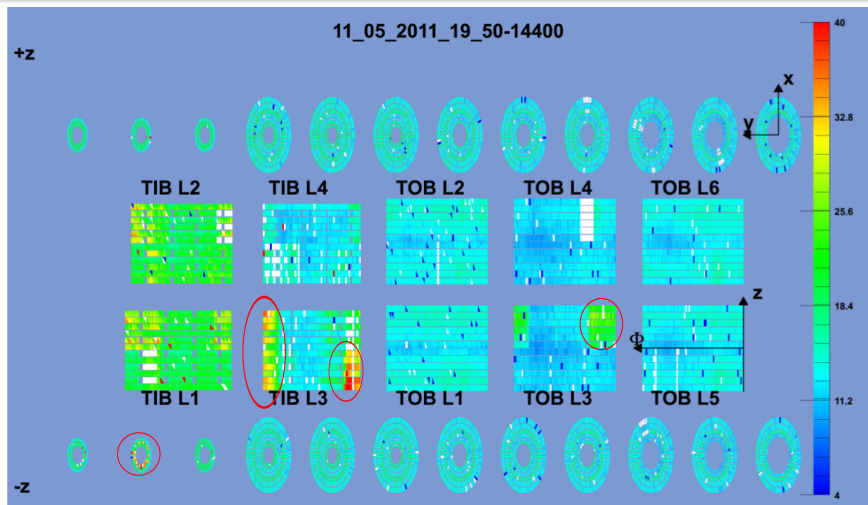 11_05_2011_19_50-14400
+z
40
x
y
32.8
TIB L2 TIB L4 TOB L2 TOB L4 TOB L6
25.6
z
18.4
Φ
TIB L1 TIB L3 TOB L1 TOB L3 TOB L5
11.2
-z
4